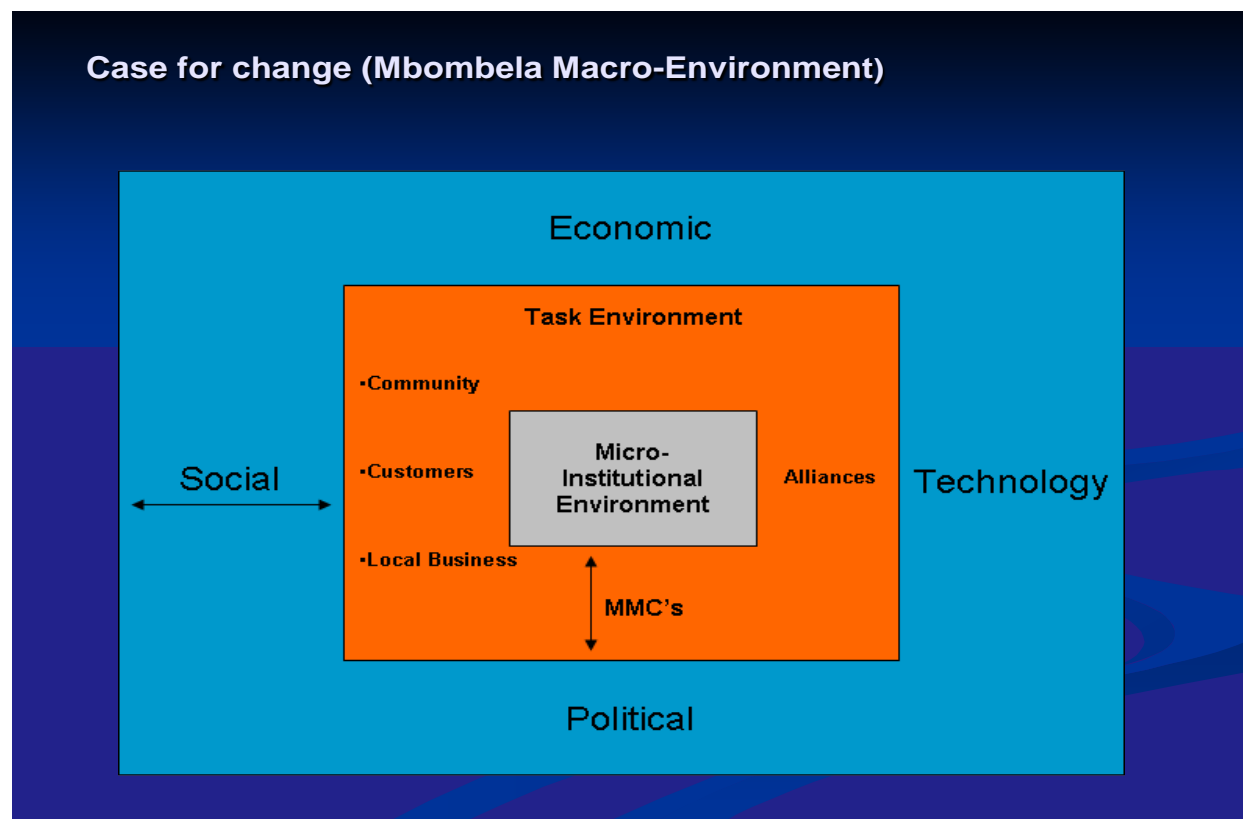 Case for change (Mbombela Macro-Environment)
Economic
Task Environment
▪Community
Micro-
Institutional
Environment
Social
▪Customers
Alliances
Technology
▪Local Business
MMC's
Political